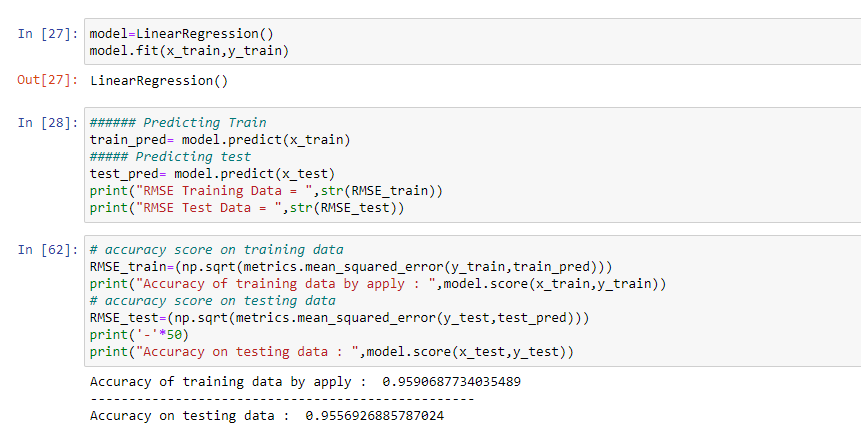 In [27]: model=LinearRegression()
model.fit(x_train,y_train)
Out[27]: LinearRegression()
In [28]: ###### Predicting Train
train_pred= model.predict(x_train)
##### Predicting test
test_pred= model.predict(x_test)
print("RMSE Training Data = ",str(RMSE_train))
print("RMSE Test Data = ",str(RMSE_test))
In [62]: # accuracy score on training data
RMSE_train=(np.sqrt(metrics.mean_squared_error(y_train,train_pred)))
print("Accuracy of training data by apply : ",model.score(x_train,y_train))
# accuracy score on testing data
RMSE_test=(np.sqrt(metrics.mean_squared_error(y_test,test_pred)))
print('-'*50)
print("Accuracy on testing data : ",model.score(x_test,y_test))
Accuracy of training data by apply :  0.9590687734035489
--------------------------------------------------
Accuracy on testing data :  0.9556926885787024